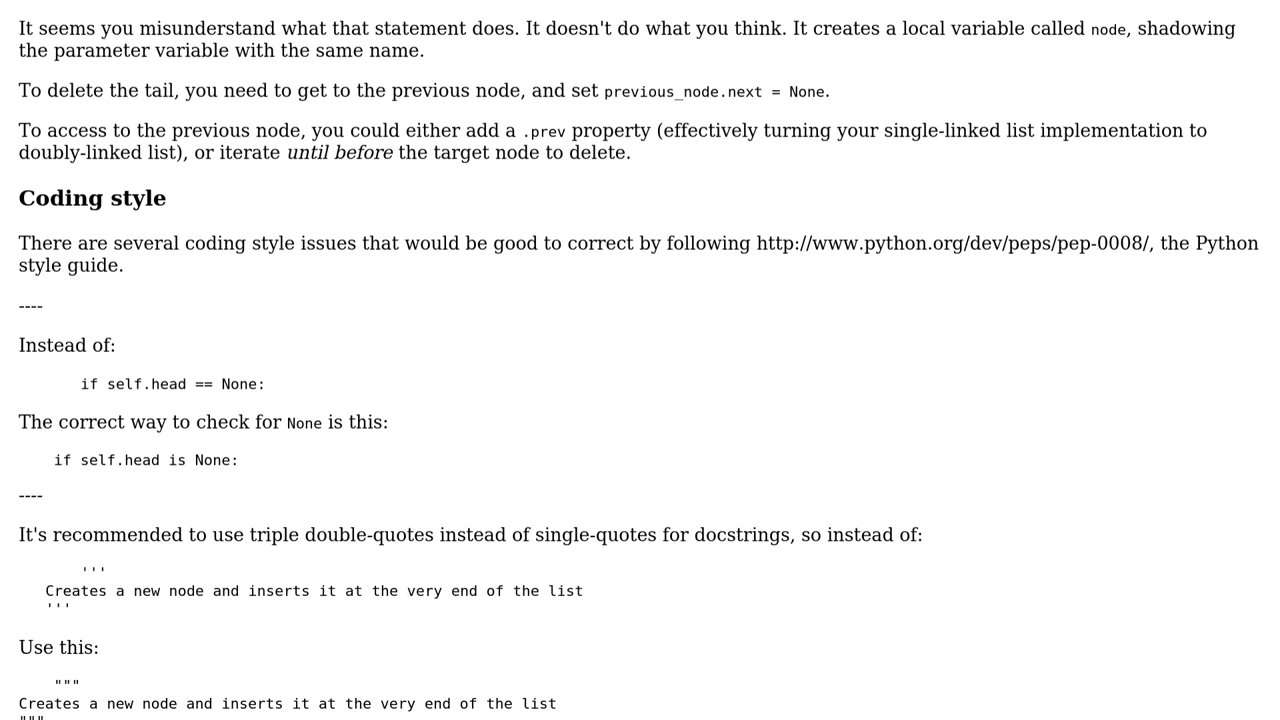 It seems you misunderstand what that statement does. It doesn't do what you think. It creates a local variable called node, shadowing
the parameter variable with the same name.
To delete the tail, you need to get to the previous node, and set previous_node.next = None.
To access to the previous node, you could either add a .prev property (effectively turning your single-linked list implementation to
doubly-linked list), or iterate until before the target node to delete.
Coding style
There are several coding style issues that would be good to correct by following http://www.python.org/dev/peps/pep-0008/, the Python
style guide.
----
Instead of:
if self.head == None:
The correct way to check for None is this:
if self.head is None:
----
It's recommended to use triple double-quotes instead of single-quotes for docstrings, so instead of:
'''
Creates a new node and inserts it at the very end of the list
'''
Use this:
"""
Creates a new node and inserts it at the very end of the list
"""